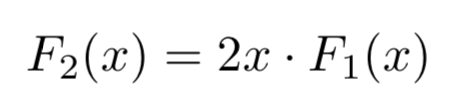 F₂(x) = 2x · F₁(x)